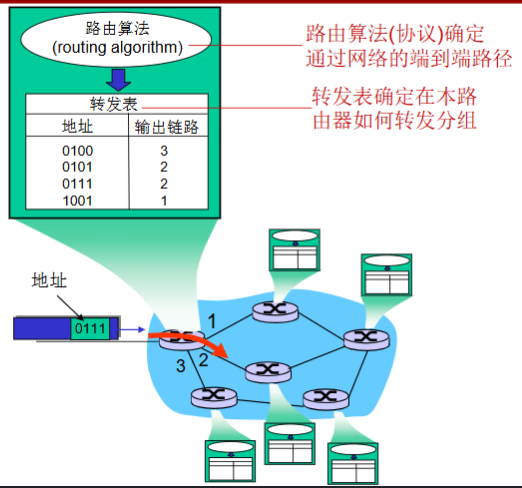 路由算法
(routing algorithm)
路由算法(协议)确定
通过网络的端到端路径
转发表
转发表确定在本路
由器如何转发分组
地址 输出链路
0100 3
0101 2
0111 2
1001 1
地址
0111
1
2
3